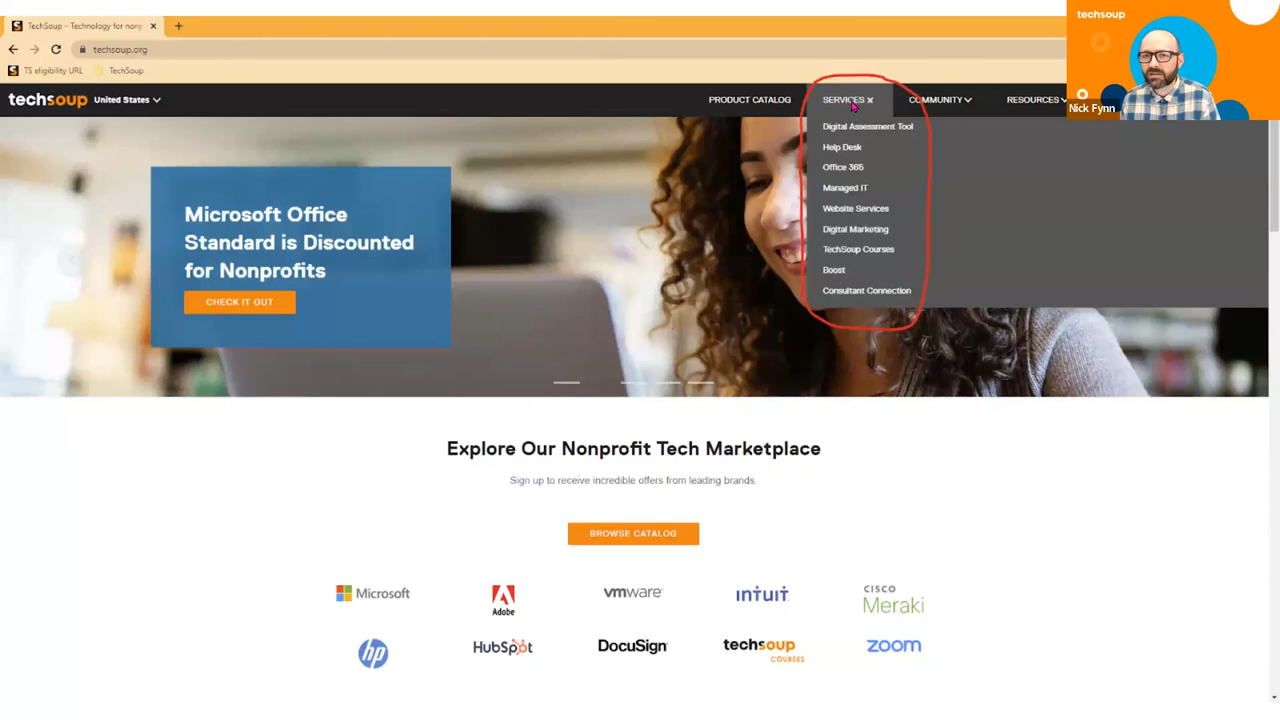 TechSoup – Technology for nonp
techsoup.org
TS eligibility URL
TechSoup
techsoup
Nick Fynn
techsoup
United States
PRODUCT CATALOG
SERVICES
COMMUNITY
RESOURCES
Digital Assessment Tool
Help Desk
Office 365
Managed IT
Website Services
Digital Marketing
TechSoup Courses
Boost
Consultant Connection
Microsoft Office
Standard is Discounted
for Nonprofits
CHECK IT OUT
Explore Our Nonprofit Tech Marketplace
Sign up to receive incredible offers from leading brands.
BROWSE CATALOG
Microsoft
Adobe
vmware
intuit
CISCO
Meraki
hp
HubSpot
DocuSign
techsoup
COURSES
zoom